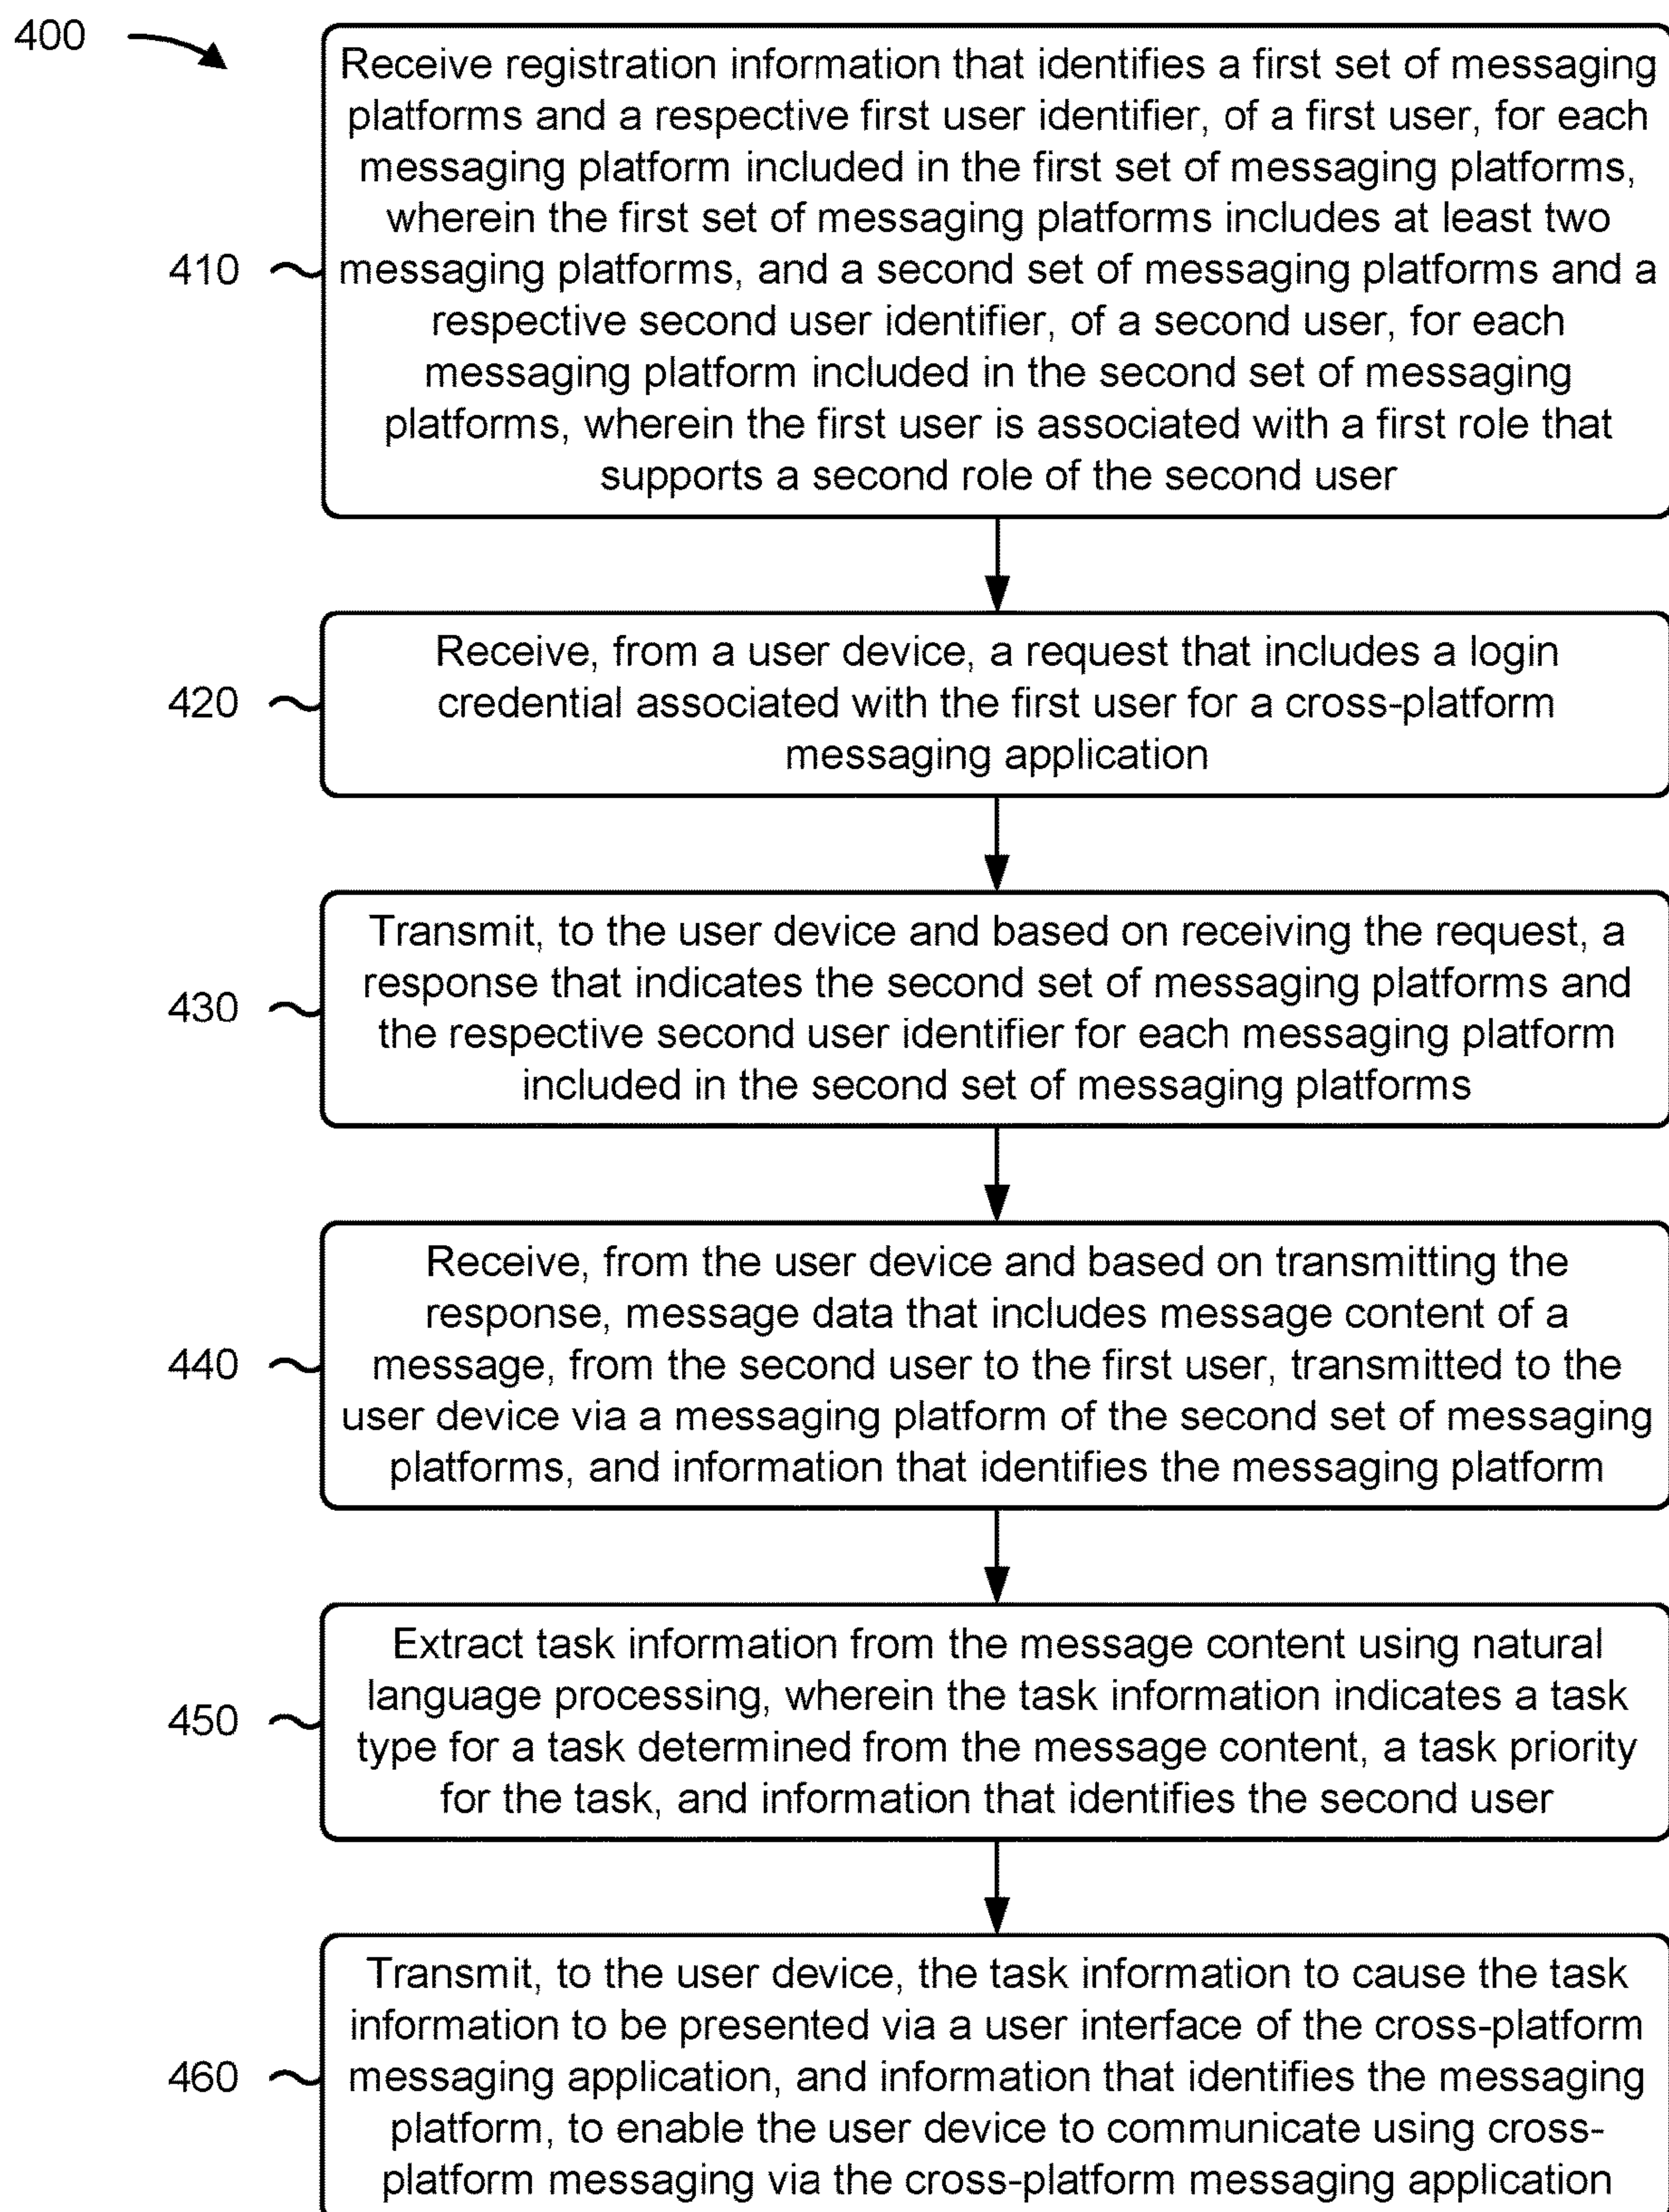 400
Receive registration information that identifies a first set of messaging
platforms and a respective first user identifier, of a first user, for each
messaging platform included in the first set of messaging platforms,
wherein the first set of messaging platforms includes at least two
410
messaging platforms, and a second set of messaging platforms and a
respective second user identifier, of a second user, for each
messaging platform included in the second set of messaging
platforms, wherein the first user is associated with a first role that
supports a second role of the second user
Receive, from a user device, a request that includes a login
420
credential associated with the first user for a cross-platform
messaging application
Transmit, to the user device and based on receiving the request, a
response that indicates the second set of messaging platforms and
430
the respective second user identifier for each messaging platform
included in the second set of messaging platforms
Receive, from the user device and based on transmitting the
response, message data that includes message content of a
440
message, from the second user to the first user, transmitted to the
user device via a messaging platform of the second set of messaging
platforms, and information that identifies the messaging platform
Extract task information from the message content using natural
language processing, wherein the task information indicates a task
450
type for a task determined from the message content, a task priority
for the task, and information that identifies the second user
Transmit, to the user device, the task information to cause the task
information to be presented via a user interface of the cross-platform
460
messaging application, and information that identifies the messaging
platform, to enable the user device to communicate using cross-
platform messaging via the cross-platform messaging application